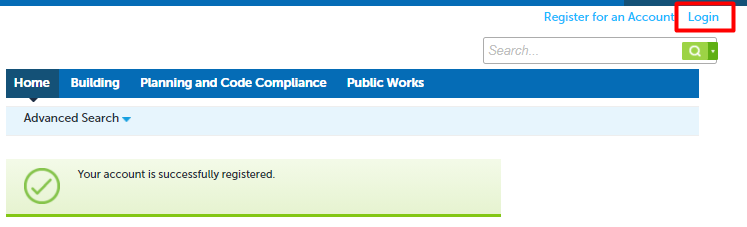 Register for an Account Login
Search...
Home Building Planning and Code Compliance Public Works
Advanced Search
Your account is successfully registered.